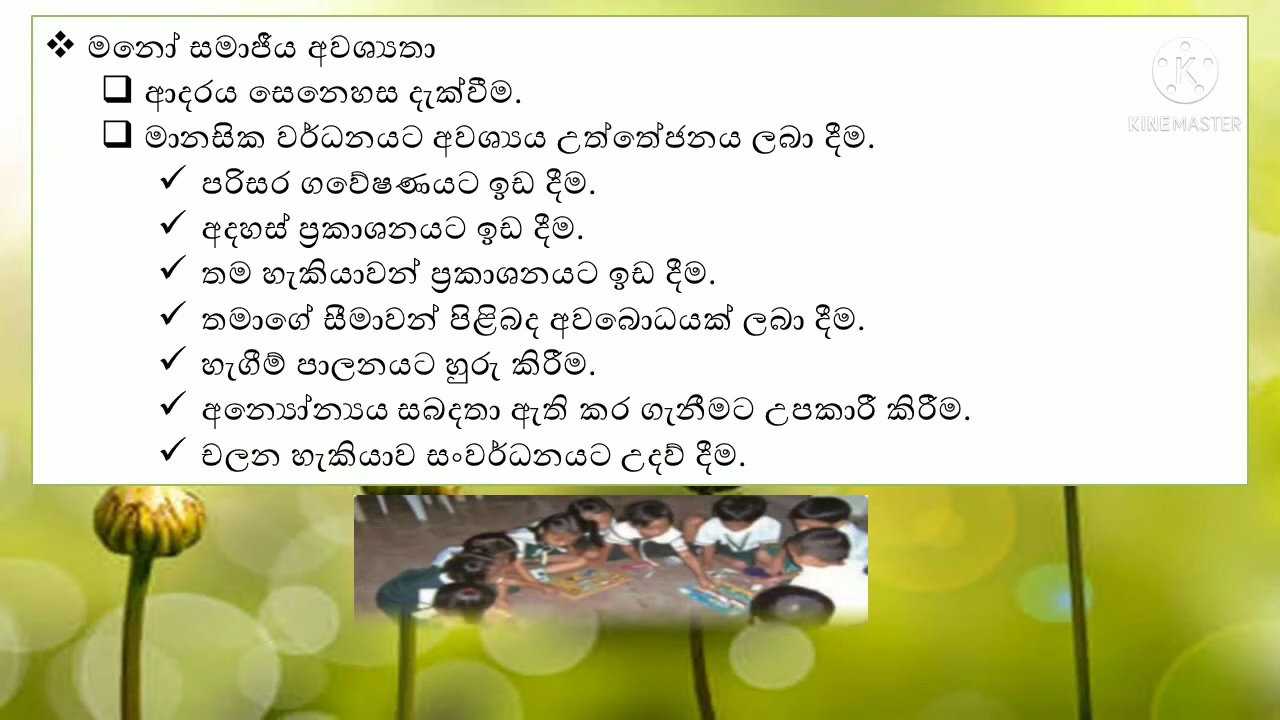 ❖ මනෝ සමාජීය අවශ්‍යතා
❑ ආදරය සෙනෙහස දැක්වීම.
❑ මානසික වර්ධනයට අවශ්‍යය උත්තේජනය ලබා දීම.
✓ පරිසර ගවේෂණයට ඉඩ දීම.
✓ අදහස් ප්‍රකාශනයට ඉඩ දීම.
✓ තම හැකියාවන් ප්‍රකාශනයට ඉඩ දීම.
✓ තමාගේ සීමාවන් පිළිබද අවබොධයක් ලබා දීම.
✓ හැගීම් පාලනයට හුරු කිරීම.
✓ අන්‍යෝන්‍යය සබදතා ඇති කර ගැනීමට උපකාරී කිරීම.
✓ චලන හැකියාව සංවර්ධනයට උදව් දීම.
K
KINEMASTER